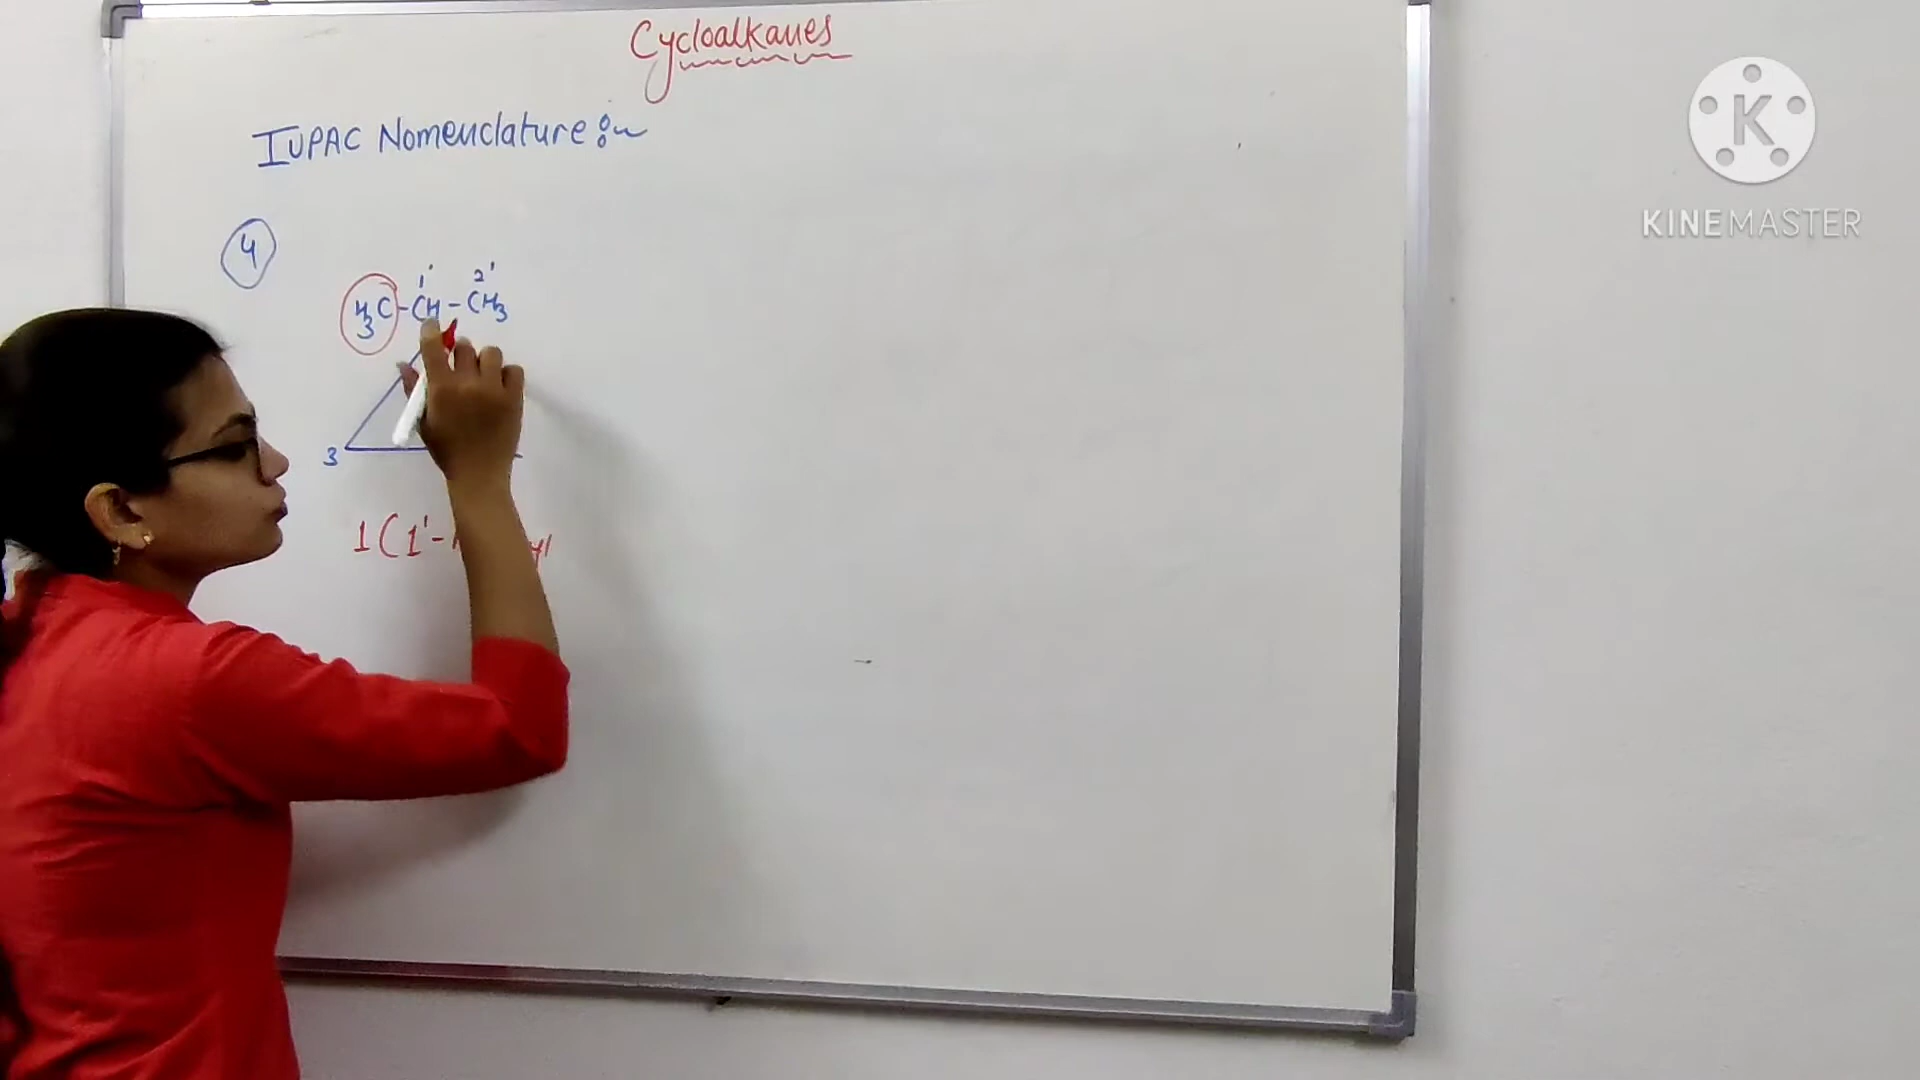 Cycloalkanes
K
KINEMASTER
IUPAC Nomenclature :~
4
1' 2'
H3C-CH-CH3
3
1(1'-